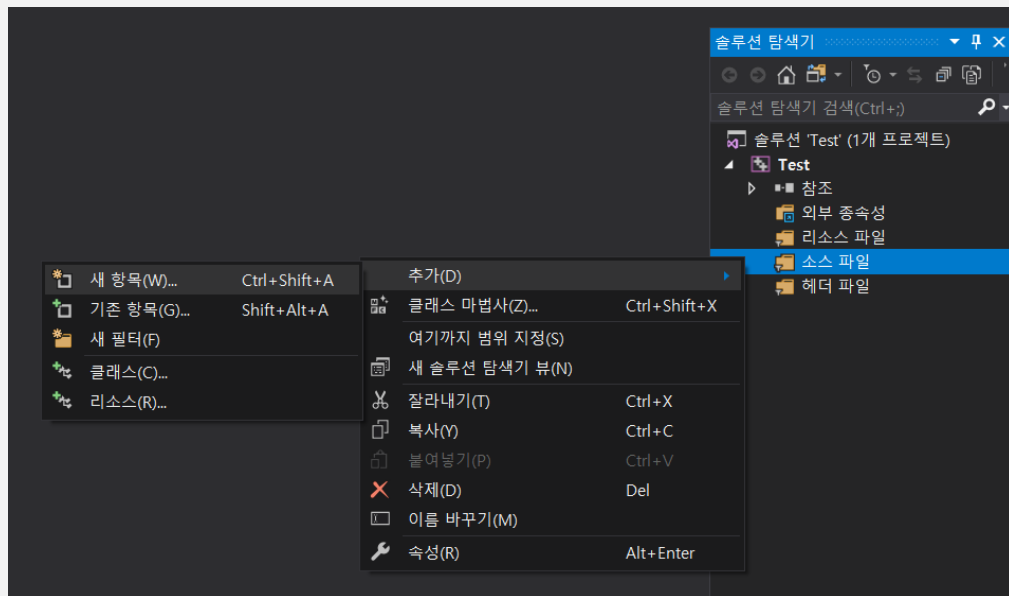 솔루션 탐색기
솔루션 탐색기 검색(Ctrl+;)
솔루션 'Test' (1개 프로젝트)
Test
참조
외부 종속성
리소스 파일
소스 파일
헤더 파일
추가(D)
클래스 마법사(Z)... Ctrl+Shift+X
여기까지 범위 지정(S)
새 솔루션 탐색기 뷰(N)
잘라내기(T) Ctrl+X
복사(Y) Ctrl+C
붙여넣기(P) Ctrl+V
삭제(D) Del
이름 바꾸기(M)
속성(R) Alt+Enter
새 항목(W)... Ctrl+Shift+A
기존 항목(G)... Shift+Alt+A
새 필터(F)
클래스(C)...
리소스(R)...